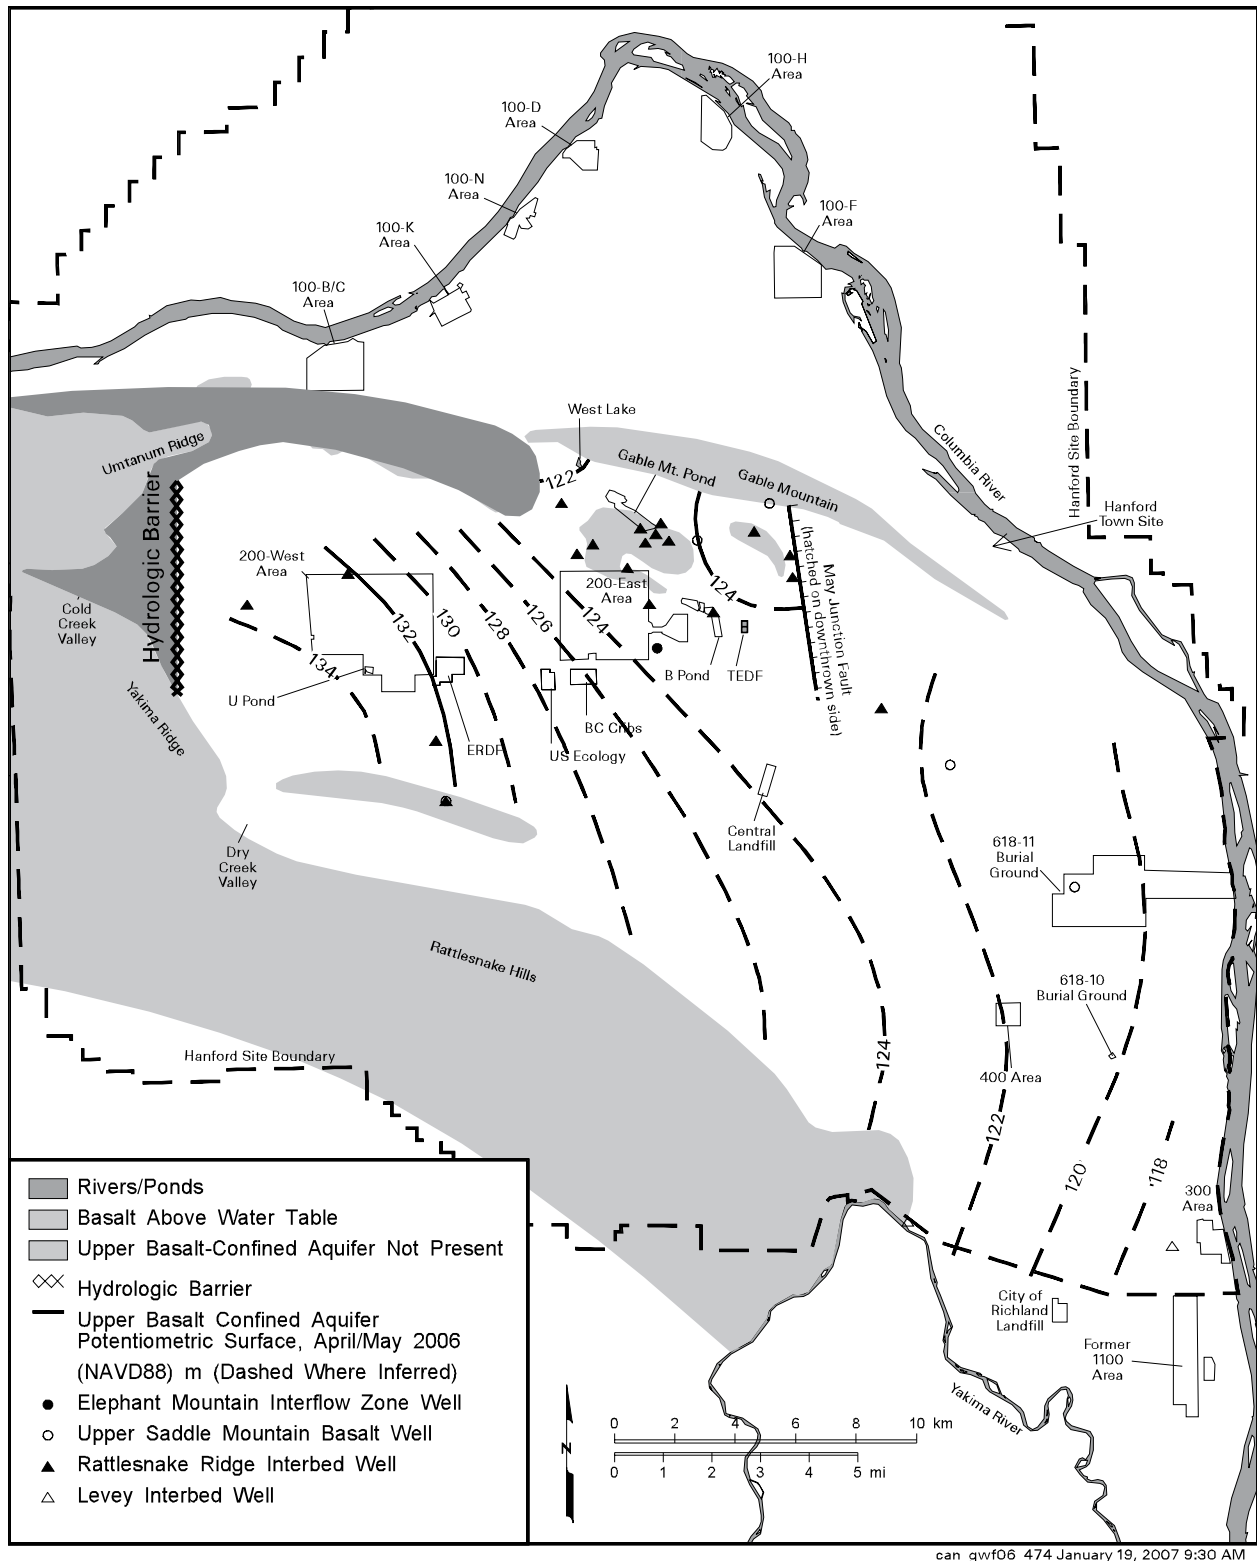 100-H
Area
100-D
Area
100-N
Area
100-F
Area
100-K
Area
100-B/C
Area
West Lake
Umtanum Ridge
Gable Mt. Pond
Gable Mountain
Columbia River
Hanford Site Boundary
Hanford
Town Site
122
Hydrologic Barrier
200-West
Area
200-East
Area
124
May Junction Fault
(hatched on downthrown side)
Cold
Creek
Valley
132
130
128
126
124
134
U Pond
B Pond
TEDF
Yakima Ridge
ERDF
BC Cribs
US Ecology
Central
Landfill
Dry
Creek
Valley
618-11
Burial
Ground
Rattlesnake Hills
618-10
Burial Ground
Hanford Site Boundary
124
400 Area
122
120
118
300
Area
City of
Richland
Landfill
Former
1100
Area
Yakima River
Rivers/Ponds
Basalt Above Water Table
Upper Basalt-Confined Aquifer Not Present
Hydrologic Barrier
Upper Basalt Confined Aquifer
Potentiometric Surface, April/May 2006
(NAVD88) m (Dashed Where Inferred)
Elephant Mountain Interflow Zone Well
Upper Saddle Mountain Basalt Well
Rattlesnake Ridge Interbed Well
Levey Interbed Well
N
0 2 4 6 8 10 km
0 1 2 3 4 5 mi
can_gwf06_474 January 19, 2007 9:30 AM